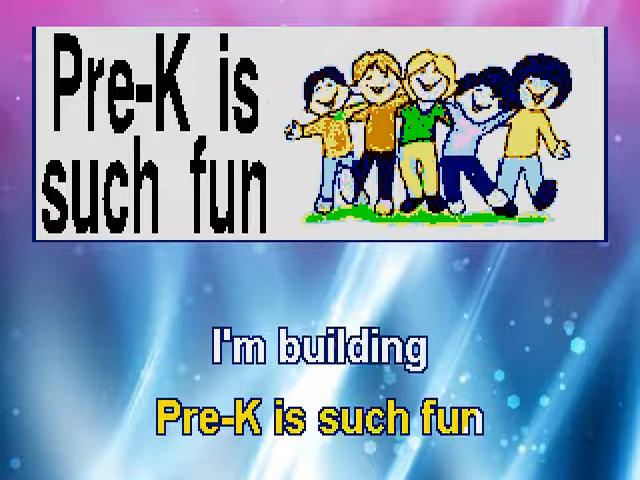 Pre-K is
such fun
I'm building
Pre-K is such fun